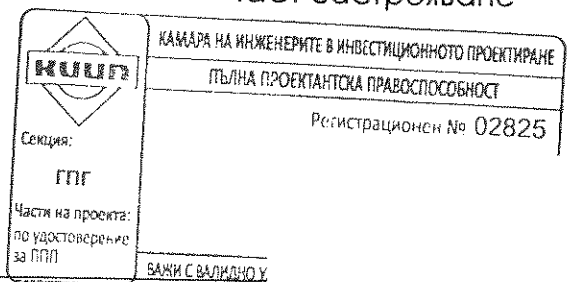 застрояване
КАМАРА НА ИНЖЕНЕРИТЕ В ИНВЕСТИЦИОННОТО ПРОЕКТИРАНЕ
ПЪЛНА ПРОЕКТАНТСКА ПРАВОСПОСОБНОСТ
Регистрационен № 02825
КИИП
Секция:
ГПГ
Части на проекта:
по удостоверение
за ППП
ВАЖИ С ВАЛИДНО У